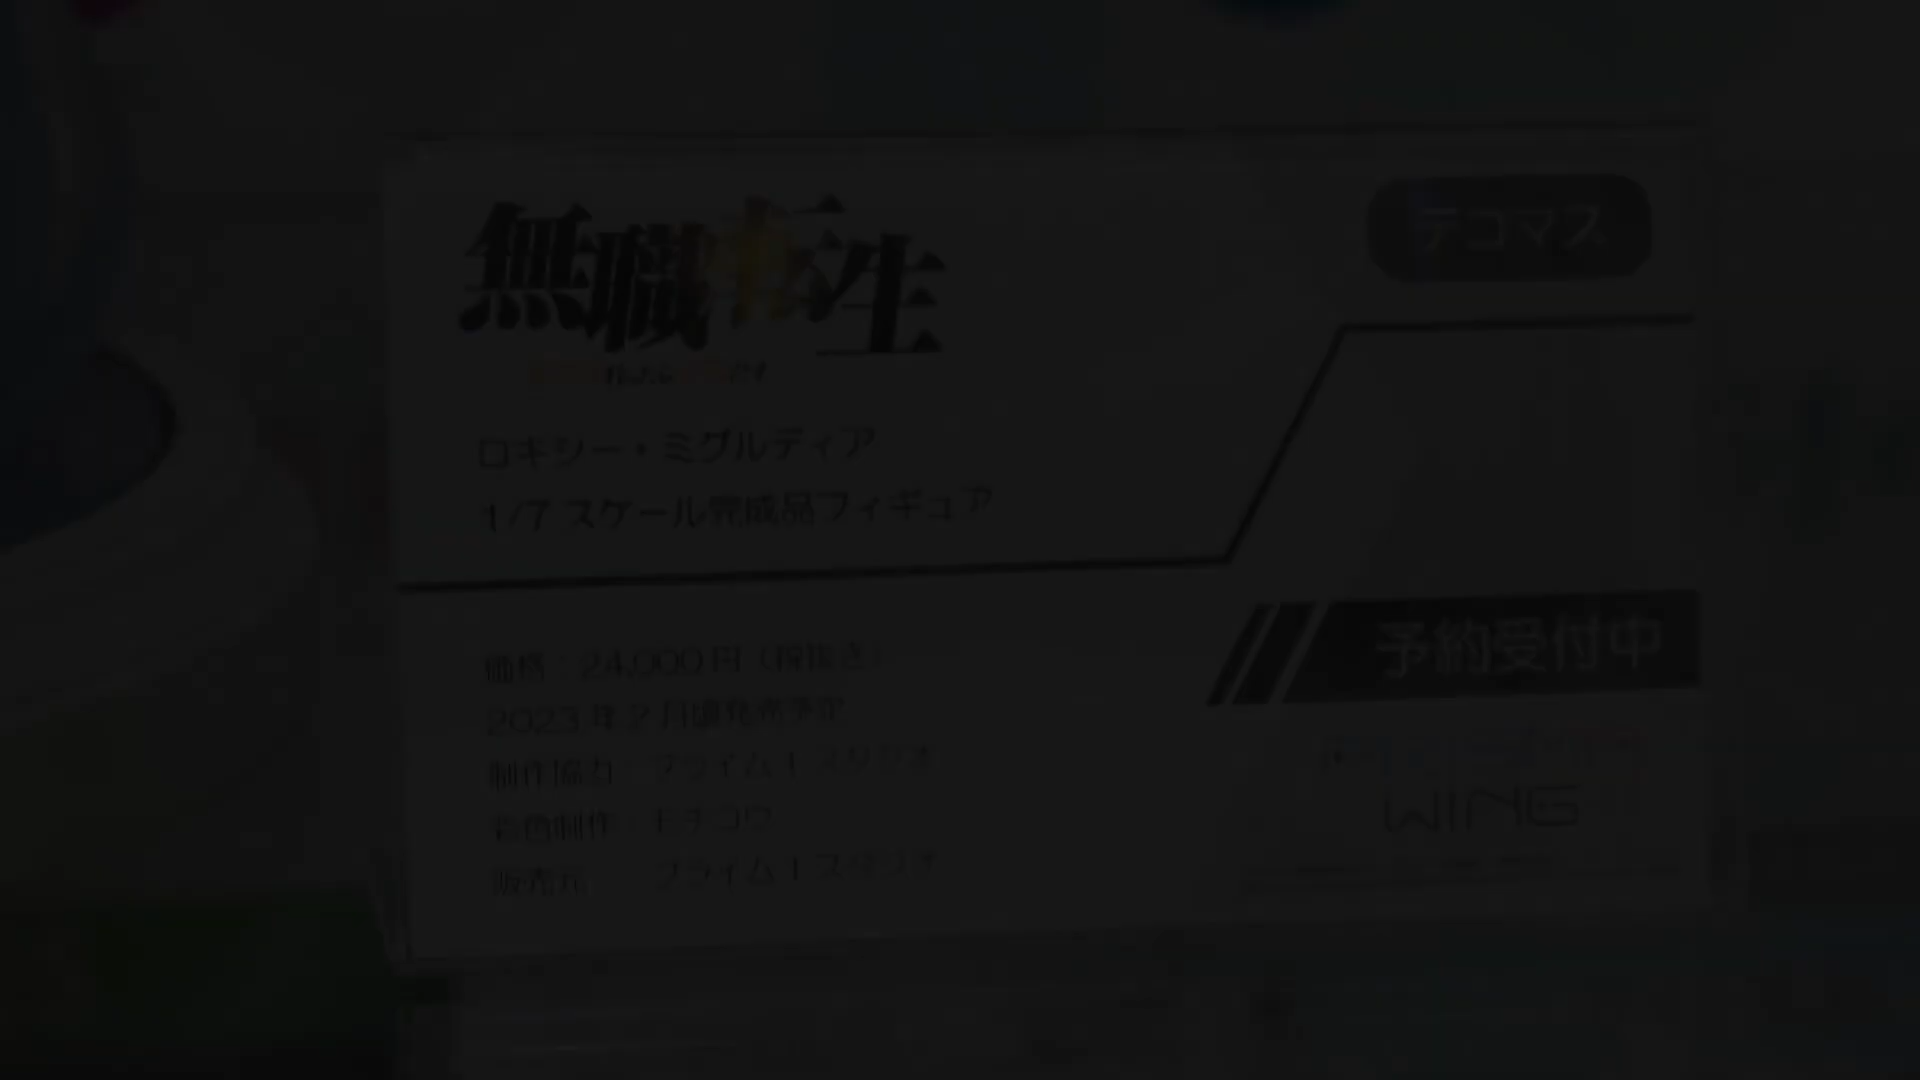 無職転生
デコマス
ロキシー・ミグルディア
1/7 スケール完成品フィギュア
価格：24,000円（税抜き）
2023年2月頃発売予定
制作協力：プライム1スタジオ
彩色制作：モチコウ
販売元　プライム1スタジオ
予約受付中
WING